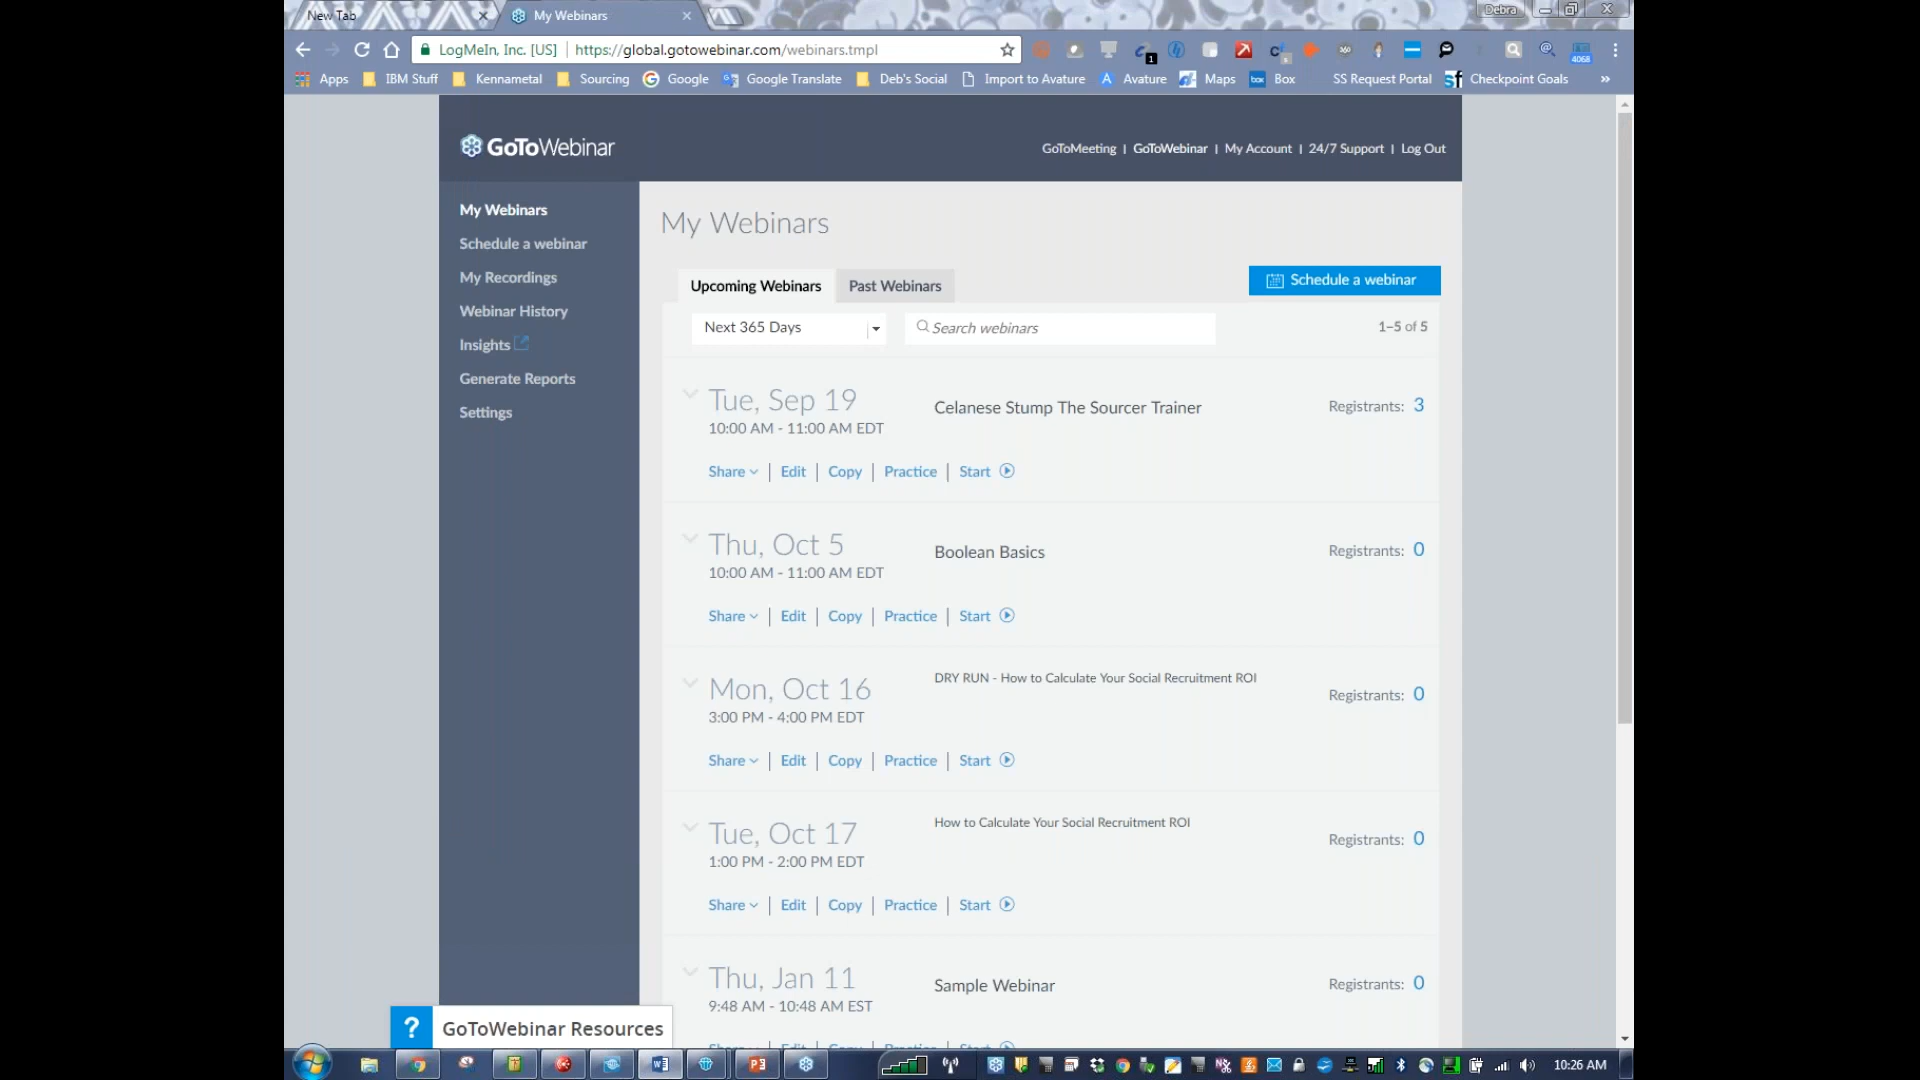 New Tab
My Webinars
Debra
LogMeIn, Inc. [US] https://global.gotowebinar.com/webinars.tmpl
1
4068
Apps IBM Stuff Kennametal Sourcing Google Google Translate Deb's Social Import to Avature Avature Maps Box SS Request Portal Checkpoint Goals »
GoToWebinar
GoToMeeting | GoToWebinar | My Account | 24/7 Support | Log Out
My Webinars
Schedule a webinar
My Recordings
Webinar History
Insights
Generate Reports
Settings
My Webinars
Upcoming Webinars Past Webinars
Schedule a webinar
Next 365 Days
Search webinars
1–5 of 5
Tue, Sep 19
10:00 AM - 11:00 AM EDT
Celanese Stump The Sourcer Trainer
Registrants: 3
Share | Edit | Copy | Practice | Start
Thu, Oct 5
10:00 AM - 11:00 AM EDT
Boolean Basics
Registrants: 0
Share | Edit | Copy | Practice | Start
Mon, Oct 16
3:00 PM - 4:00 PM EDT
DRY RUN - How to Calculate Your Social Recruitment ROI
Registrants: 0
Share | Edit | Copy | Practice | Start
Tue, Oct 17
1:00 PM - 2:00 PM EDT
How to Calculate Your Social Recruitment ROI
Registrants: 0
Share | Edit | Copy | Practice | Start
Thu, Jan 11
9:48 AM - 10:48 AM EST
Sample Webinar
Registrants: 0
? GoToWebinar Resources
10:26 AM